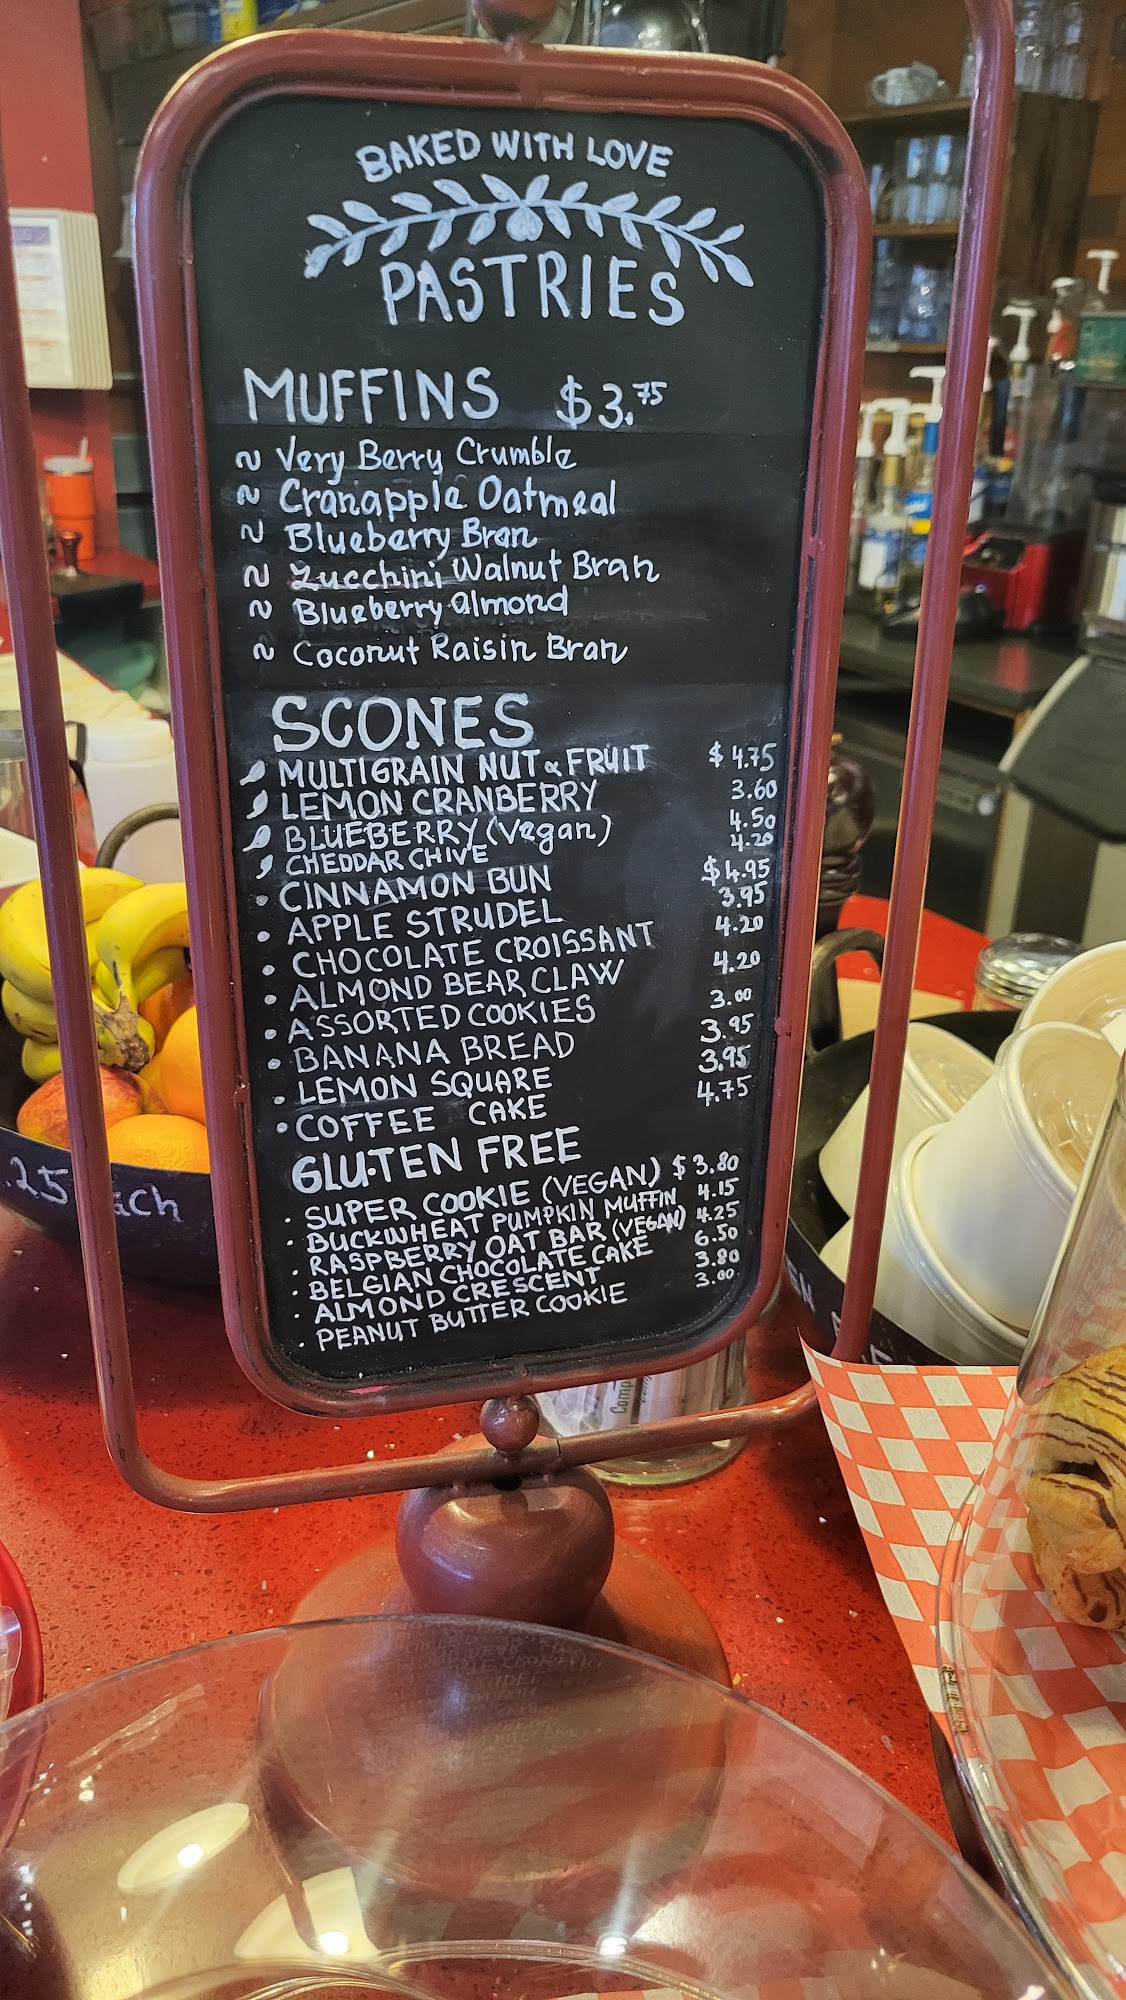 BAKED WITH LOVE
PASTRIES
MUFFINS $3.75
~ Very Berry Crumble
~ Cranapple Oatmeal
~ Blueberry Bran
~ Zucchini Walnut Bran
~ Blueberry almond
~ Coconut Raisin Bran
SCONES
MULTIGRAIN NUT & FRUIT $4.75
LEMON CRANBERRY 3.60
BLUEBERRY (Vegan) 4.50
CHEDDAR CHIVE 4.20
• CINNAMON BUN $4.95
• APPLE STRUDEL 3.95
• CHOCOLATE CROISSANT 4.20
• ALMOND BEAR CLAW 4.20
• ASSORTED COOKIES 3.00
• BANANA BREAD 3.95
• LEMON SQUARE 3.95
• COFFEE CAKE 4.75
GLUTEN FREE
• SUPER COOKIE (VEGAN) $3.80
• BUCKWHEAT PUMPKIN MUFFIN 4.15
• RASPBERRY OAT BAR (VEGAN) 4.25
• BELGIAN CHOCOLATE CAKE 6.50
• ALMOND CRESCENT 3.80
• PEANUT BUTTER COOKIE 3.00
.25 each
Comp